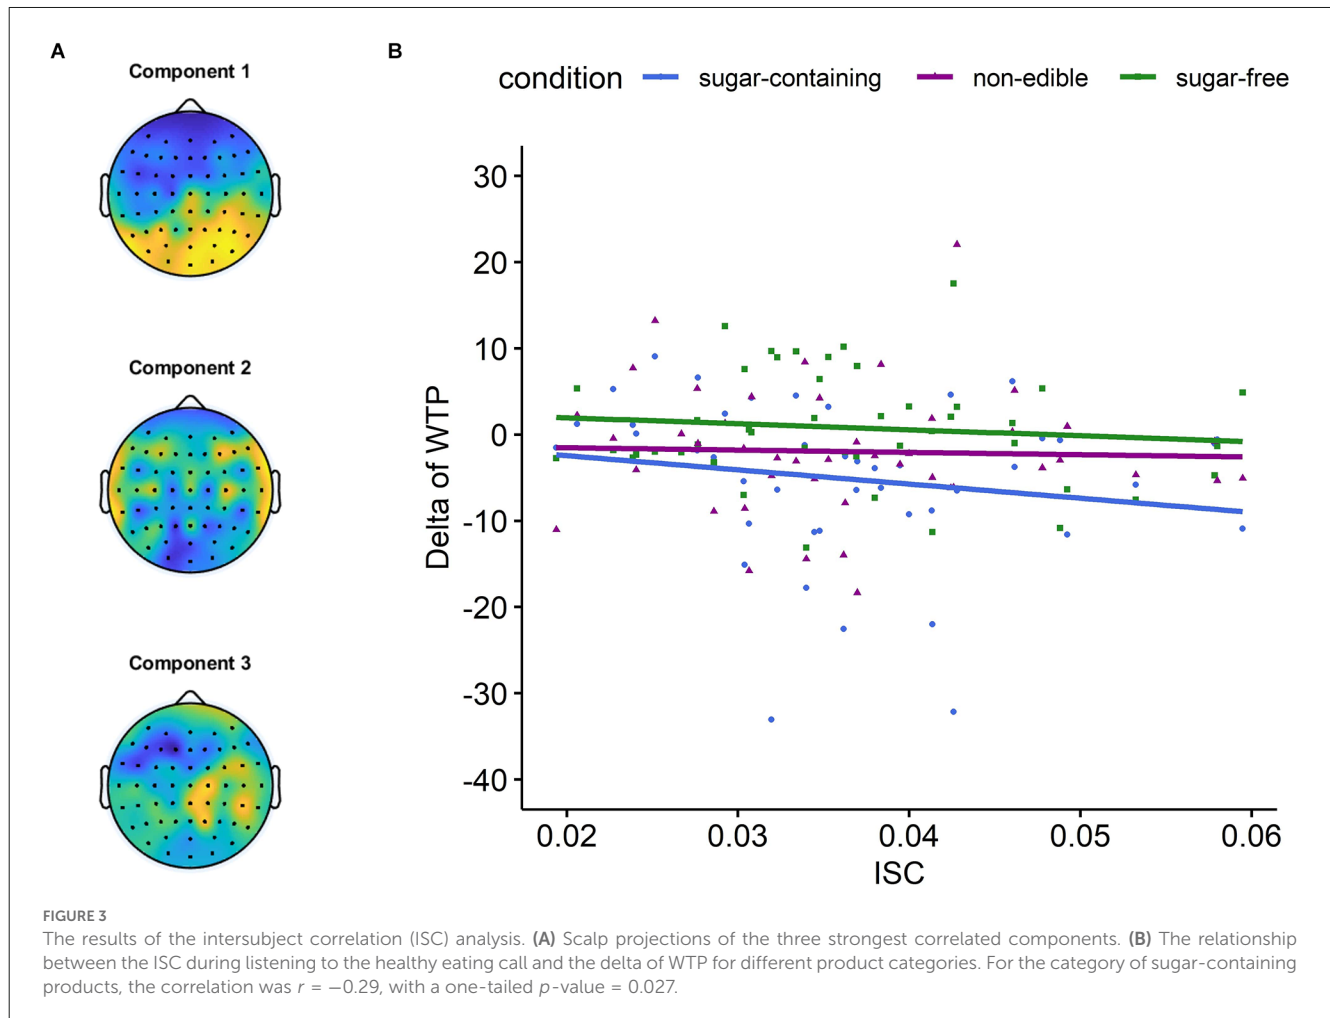 A
Component 1
Component 2
Component 3
B
condition sugar-containing non-edible sugar-free
Delta of WTP
30
20
10
0
-10
-20
-30
-40
0.02 0.03 0.04 0.05 0.06
ISC
FIGURE 3
The results of the intersubject correlation (ISC) analysis. (A) Scalp projections of the three strongest correlated components. (B) The relationship
between the ISC during listening to the healthy eating call and the delta of WTP for different product categories. For the category of sugar-containing
products, the correlation was r = −0.29, with a one-tailed p-value = 0.027.